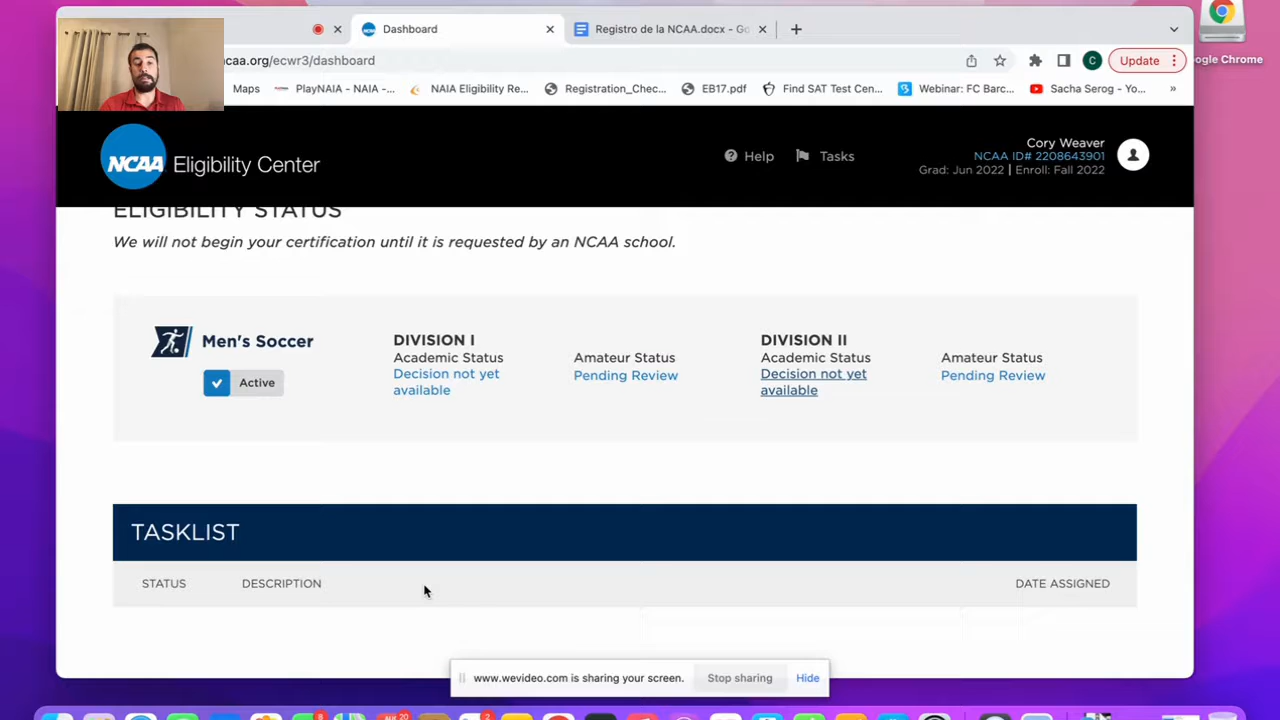 Dashboard
Registro de la NCAA.docx - Go
caa.org/ecwr3/dashboard
Update
ogle Chrome
Maps
PlayNAIA - NAIA -...
NAIA Eligibility Re...
Registration_Chec...
EB17.pdf
Find SAT Test Cen...
Webinar: FC Barc...
Sacha Serog - Yo...
»
C
NCAA Eligibility Center
Help
Tasks
Cory Weaver
NCAA ID# 2208643901
Grad: Jun 2022 | Enroll: Fall 2022
ELIGIBILITY STATUS
We will not begin your certification until it is requested by an NCAA school.
Men's Soccer
Active
DIVISION I
Academic Status
Decision not yet
available
Amateur Status
Pending Review
DIVISION II
Academic Status
Decision not yet
available
Amateur Status
Pending Review
TASKLIST
STATUS
DESCRIPTION
DATE ASSIGNED
www.wevideo.com is sharing your screen.
Stop sharing
Hide